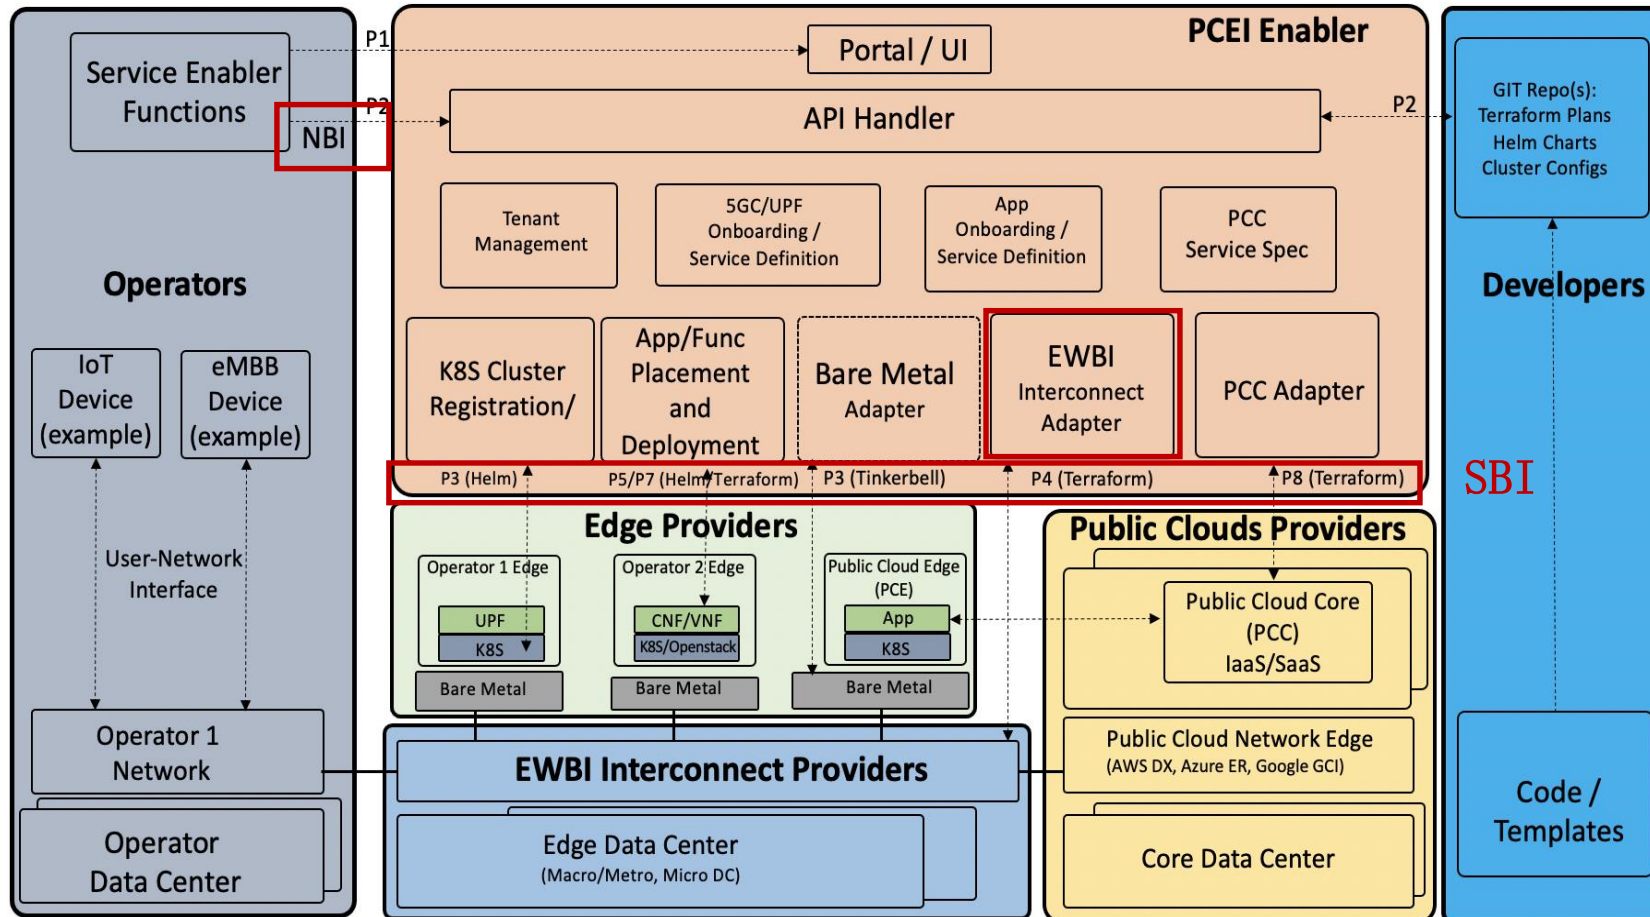 Service Enabler
Functions
P1
P2
NBI
Operators
IoT
Device
(example)
eMBB
Device
(example)
User-Network
Interface
Operator 1
Network
Operator
Data Center
PCEI Enabler
Portal / UI
API Handler
P2
Tenant
Management
5GC/UPF
Onboarding /
Service Definition
App
Onboarding /
Service Definition
PCC
Service Spec
K8S Cluster
Registration/
App/Func
Placement
and
Deployment
Bare Metal
Adapter
EWBI
Interconnect
Adapter
PCC Adapter
P3 (Helm)
P5/P7 (Helm/Terraform)
P3 (Tinkerbell)
P4 (Terraform)
P8 (Terraform)
SBI
Edge Providers
Operator 1 Edge
UPF
K8S
Bare Metal
Operator 2 Edge
CNF/VNF
K8S/Openstack
Bare Metal
Public Cloud Edge
(PCE)
App
K8S
Bare Metal
EWBI Interconnect Providers
Edge Data Center
(Macro/Metro, Micro DC)
Public Clouds Providers
Public Cloud Core
(PCC)
IaaS/SaaS
Public Cloud Network Edge
(AWS DX, Azure ER, Google GCI)
Core Data Center
GIT Repo(s):
Terraform Plans
Helm Charts
Cluster Configs
Developers
Code /
Templates